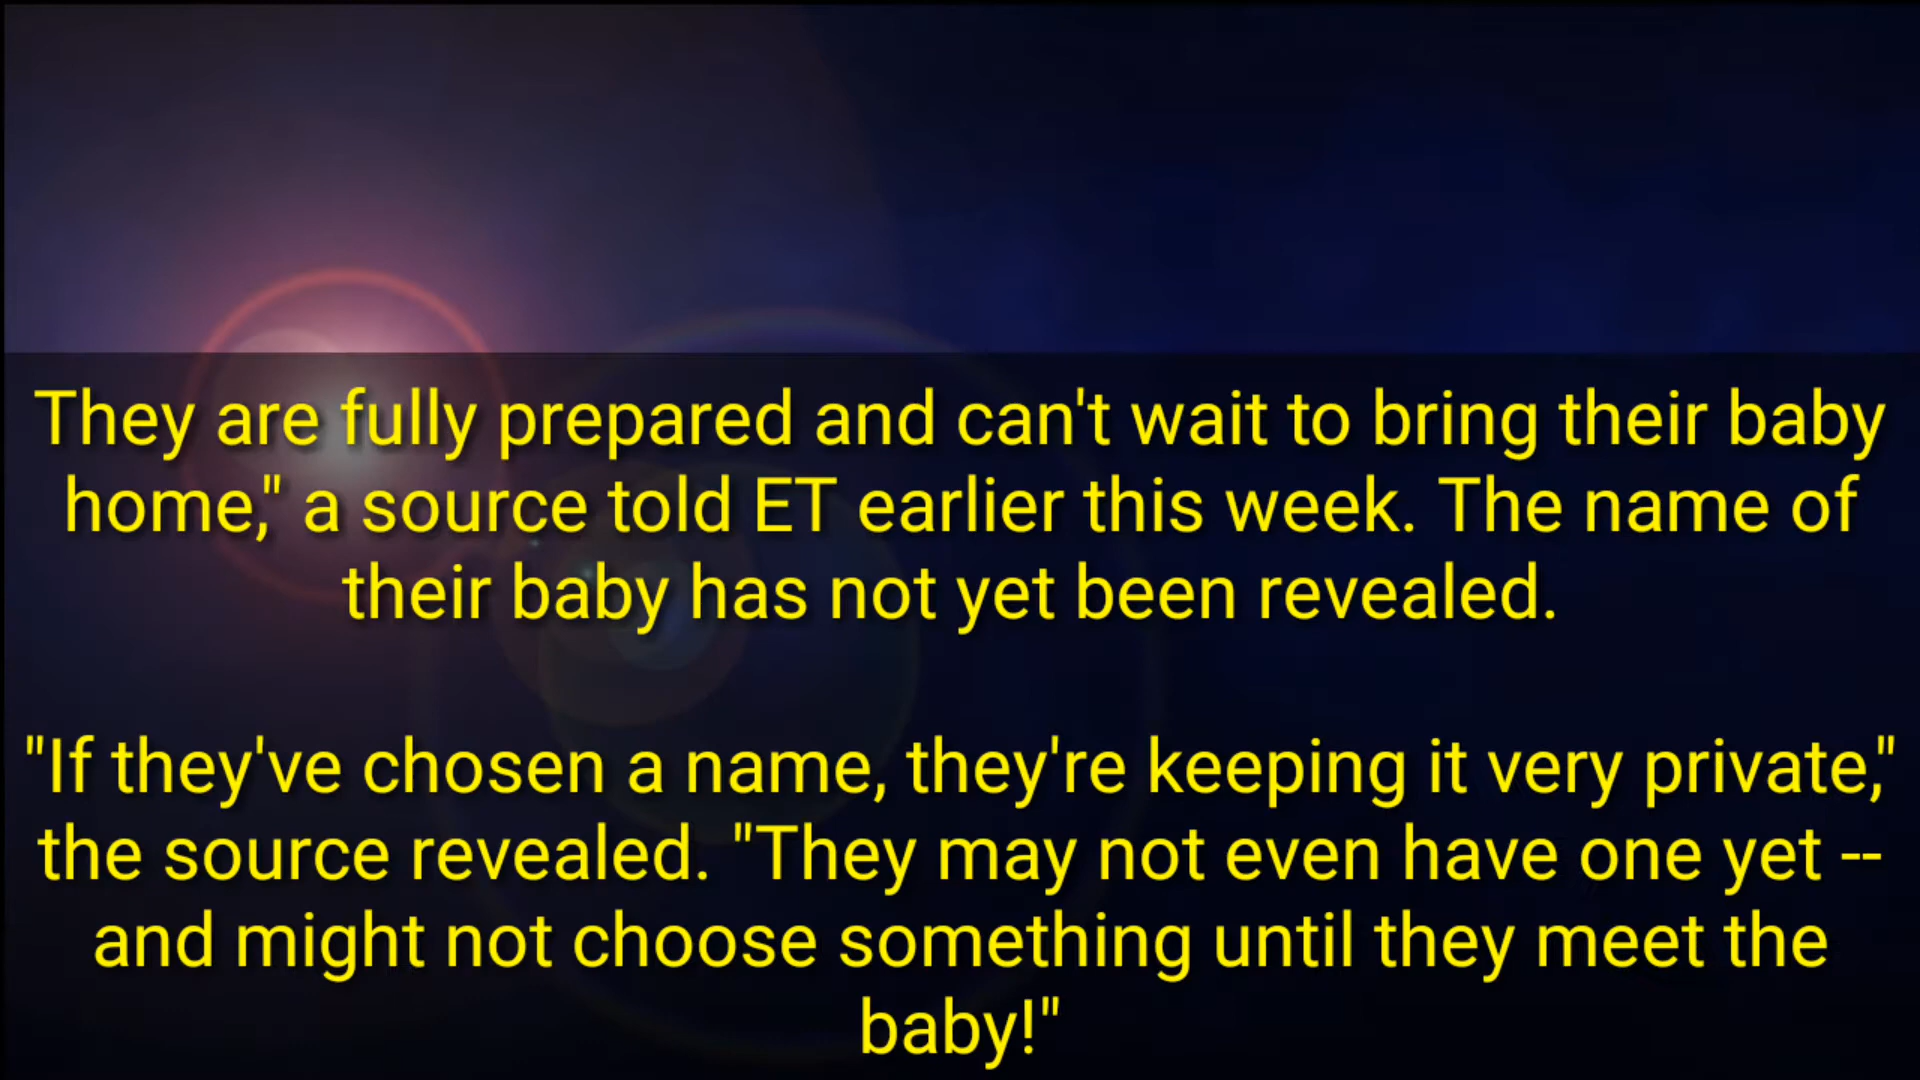 They are fully prepared and can't wait to bring their baby
home," a source told ET earlier this week. The name of
their baby has not yet been revealed.
"If they've chosen a name, they're keeping it very private,"
the source revealed. "They may not even have one yet --
and might not choose something until they meet the
baby!"